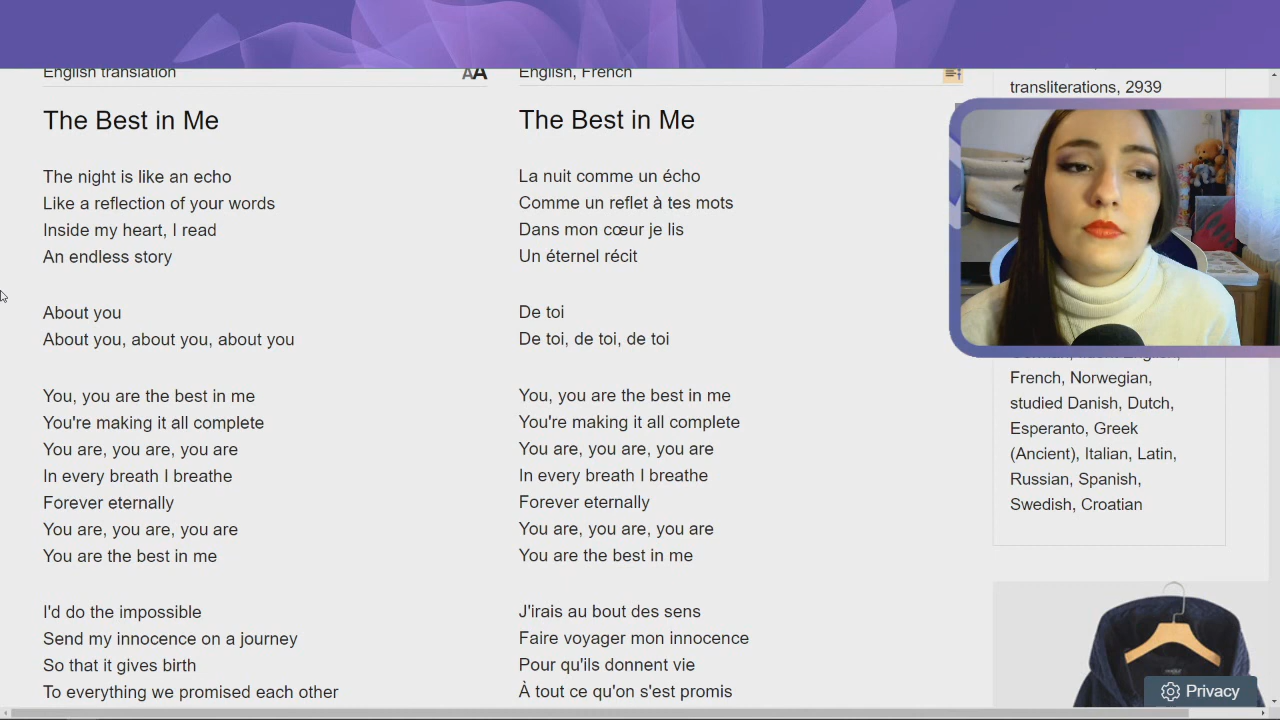 English translation
The Best in Me
The night is like an echo
Like a reflection of your words
Inside my heart, I read
An endless story
About you
About you, about you, about you
You, you are the best in me
You're making it all complete
You are, you are, you are
In every breath I breathe
Forever eternally
You are, you are, you are
You are the best in me
I'd do the impossible
Send my innocence on a journey
So that it gives birth
To everything we promised each other
AA
English, French
The Best in Me
La nuit comme un écho
Comme un reflet à tes mots
Dans mon cœur je lis
Un éternel récit
De toi
De toi, de toi, de toi
You, you are the best in me
You're making it all complete
You are, you are, you are
In every breath I breathe
Forever eternally
You are, you are, you are
You are the best in me
J'irais au bout des sens
Faire voyager mon innocence
Pour qu'ils donnent vie
À tout ce qu'on s'est promis
transliterations, 2939
French, Norwegian,
studied Danish, Dutch,
Esperanto, Greek
(Ancient), Italian, Latin,
Russian, Spanish,
Swedish, Croatian
Privacy